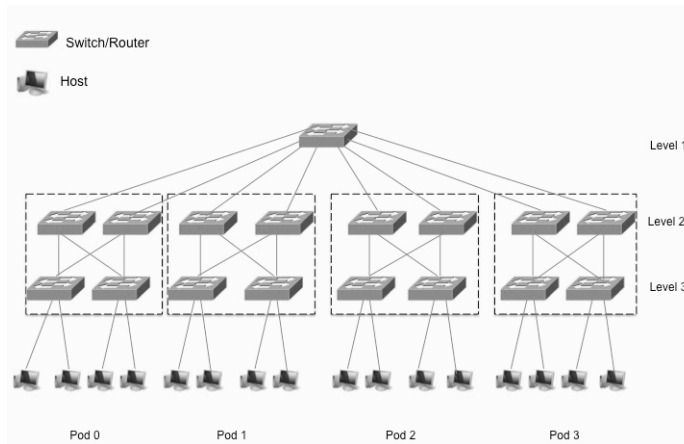 Switch/Router
Host
Level 1
Level 2
Level 3
Pod 0
Pod 1
Pod 2
Pod 3